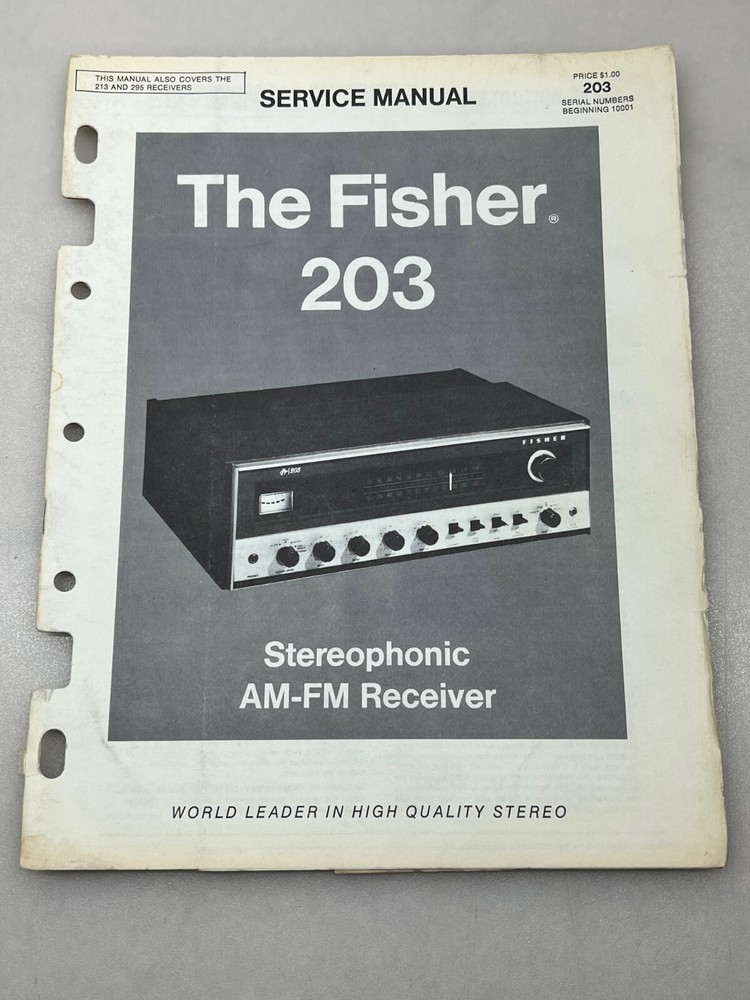 THIS MANUAL ALSO COVERS THE
213 AND 295 RECEIVERS
SERVICE MANUAL
PRICE $1.00
203
SERIAL NUMBERS
BEGINNING 10001
The Fisher®
203
FISHER
203
Stereophonic
AM-FM Receiver
WORLD LEADER IN HIGH QUALITY STEREO